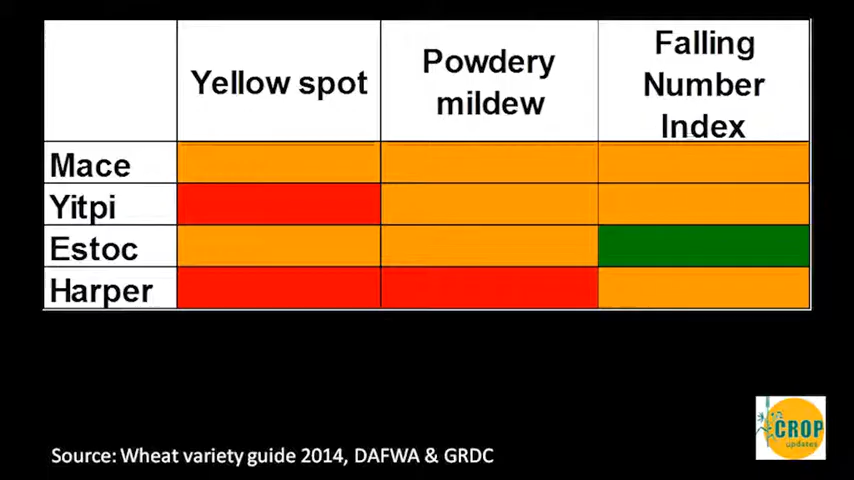 Yellow spot
Powdery
mildew
Falling
Number
Index
Mace
Yitpi
Estoc
Harper
CROP
updates
Source: Wheat variety guide 2014, DAFWA & GRDC